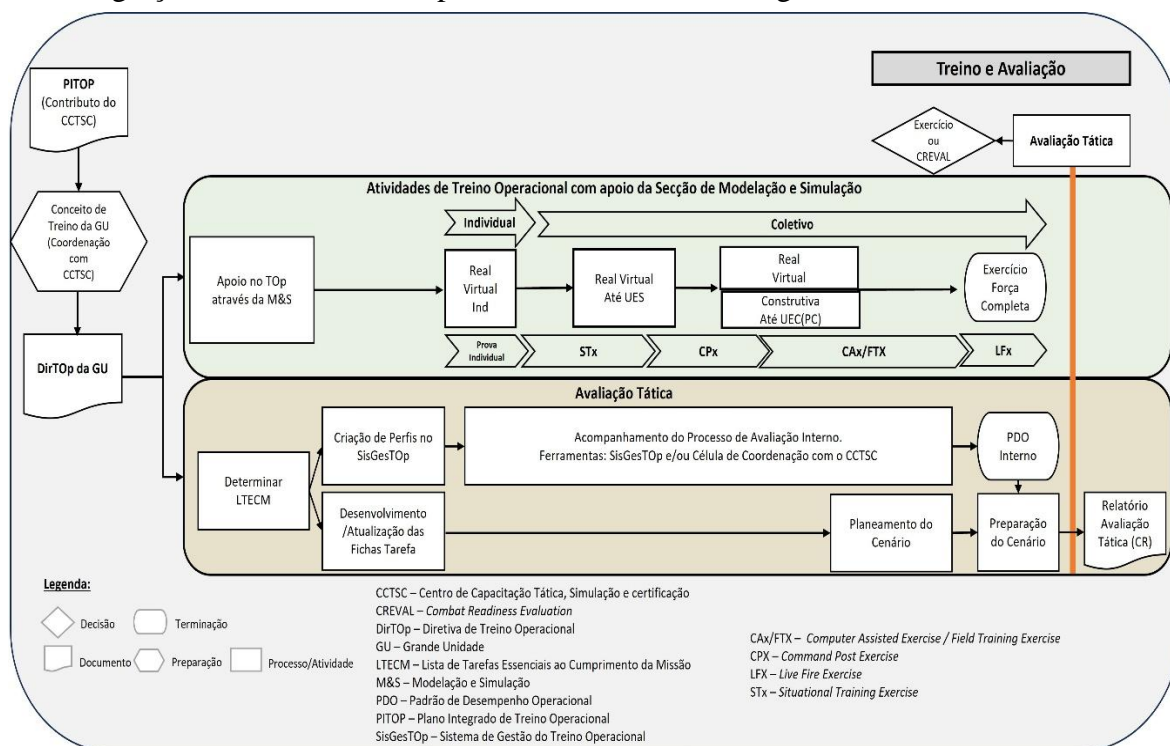 Treino e Avaliação
PITOP
(Contributo do
CCTSC)
Exercício
ou
CREVAL
Avaliação Tática
Conceito de
Treino da GU
(Coordenação
com
CCTSC)
DirTOp da GU
Atividades de Treino Operacional com apoio da Secção de Modelação e Simulação
Individual
Coletivo
Apoio no TOp
através da M&S
Real
Virtual
Ind
Real Virtual
Até UES
Real
Virtual
Construtiva
Até UEC(PC)
Exercício
Força
Completa
Prova
Individual
STx
CPx
CAx/FTX
LFx
Avaliação Tática
Determinar
LTECM
Criação de Perfis no
SisGesTOp
Acompanhamento do Processo de Avaliação Interno.
Ferramentas: SisGesTOp e/ou Célula de Coordenação com o CCTSC
PDO
Interno
Desenvolvimento
/Atualização das
Fichas Tarefa
Planeamento do
Cenário
Preparação
do Cenário
Relatório
Avaliação
Tática (CR)
Legenda:
Decisão
Terminação
Documento
Preparação
Processo/Atividade
CCTSC – Centro de Capacitação Tática, Simulação e certificação
CREVAL – Combat Readiness Evaluation
DirTOp – Diretiva de Treino Operacional
GU – Grande Unidade
LTECM – Lista de Tarefas Essenciais ao Cumprimento da Missão
M&S – Modelação e Simulação
PDO – Padrão de Desempenho Operacional
PITOP – Plano Integrado de Treino Operacional
SisGesTOp – Sistema de Gestão do Treino Operacional
CAx/FTX – Computer Assisted Exercise / Field Training Exercise
CPX – Command Post Exercise
LFX – Live Fire Exercise
STx – Situational Training Exercise